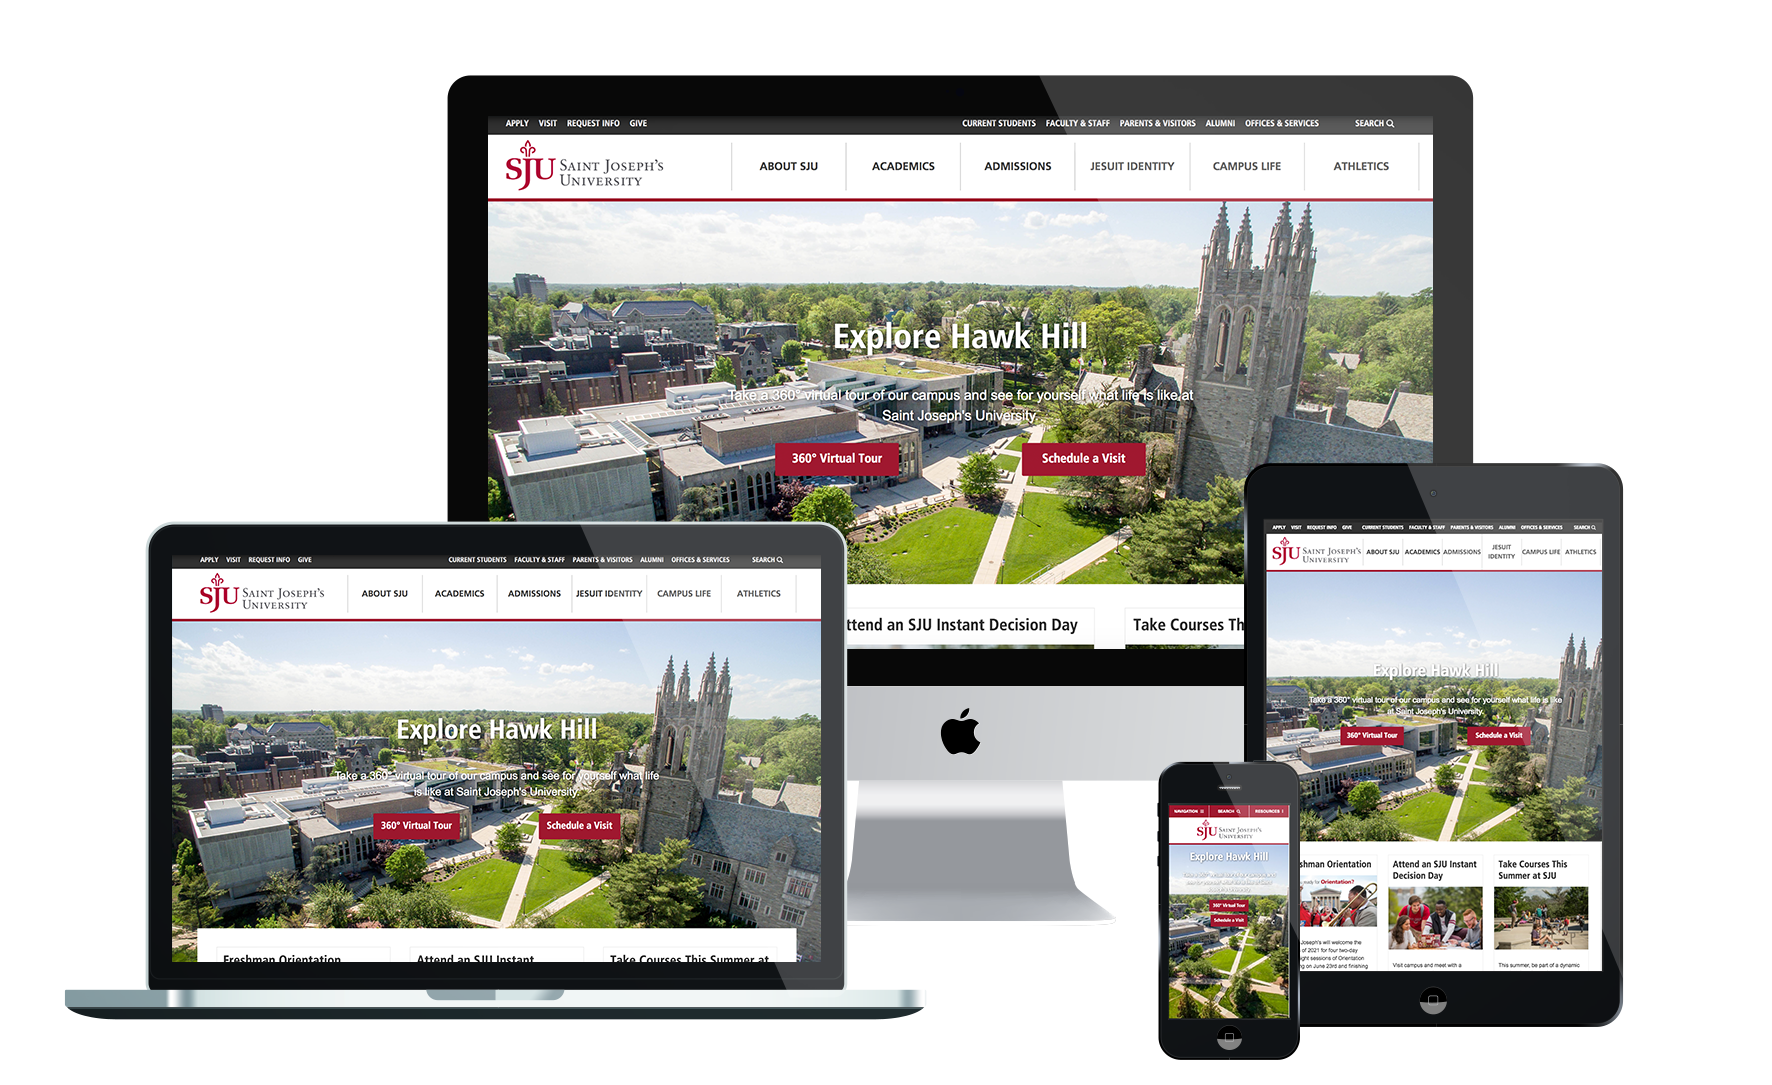 APPLY VISIT REQUEST INFO GIVE
CURRENT STUDENTS FACULTY & STAFF PARENTS & VISITORS ALUMNI OFFICES & SERVICES SEARCH
SJU SAINT JOSEPH'S
UNIVERSITY
ABOUT SJU ACADEMICS ADMISSIONS JESUIT IDENTITY CAMPUS LIFE ATHLETICS
Explore Hawk Hill
Take a 360° virtual tour of our campus and see for yourself what life is like at
Saint Joseph's University.
360° Virtual Tour Schedule a Visit
ttend an SJU Instant Decision Day
Take Courses Th
APPLY VISIT REQUEST INFO GIVE
CURRENT STUDENTS FACULTY & STAFF PARENTS & VISITORS ALUMNI OFFICES & SERVICES SEARCH
SJU SAINT JOSEPH'S
UNIVERSITY
ABOUT SJU ACADEMICS ADMISSIONS JESUIT IDENTITY CAMPUS LIFE ATHLETICS
Explore Hawk Hill
Take a 360° virtual tour of our campus and see for yourself what life
is like at Saint Joseph's University.
360° Virtual Tour Schedule a Visit
Freshman Orientation
Attend an SJU Instant
Take Courses This Summer at
APPLY VISIT REQUEST INFO GIVE CURRENT STUDENTS FACULTY & STAFF PARENTS & VISITORS ALUMNI OFFICES & SERVICES SEARCH
SJU SAINT JOSEPH'S
UNIVERSITY
ABOUT SJU ACADEMICS ADMISSIONS JESUIT IDENTITY CAMPUS LIFE ATHLETICS
Explore Hawk Hill
Take a 360° virtual tour of our campus and see for yourself what life is like
at Saint Joseph's University.
360° Virtual Tour Schedule a Visit
shman Orientation
ready for Orientation?
Joseph's will welcome the
of 2021 for four two-day
ight sessions of Orientation
ng on June 23rd and finishing
Attend an SJU Instant
Decision Day
Visit campus and meet with a
Take Courses This
Summer at SJU
This summer, be part of a dynamic
NAVIGATION SEARCH RESOURCES
SJU SAINT JOSEPH'S
UNIVERSITY
Explore Hawk Hill
360° Virtual Tour
Schedule a Visit